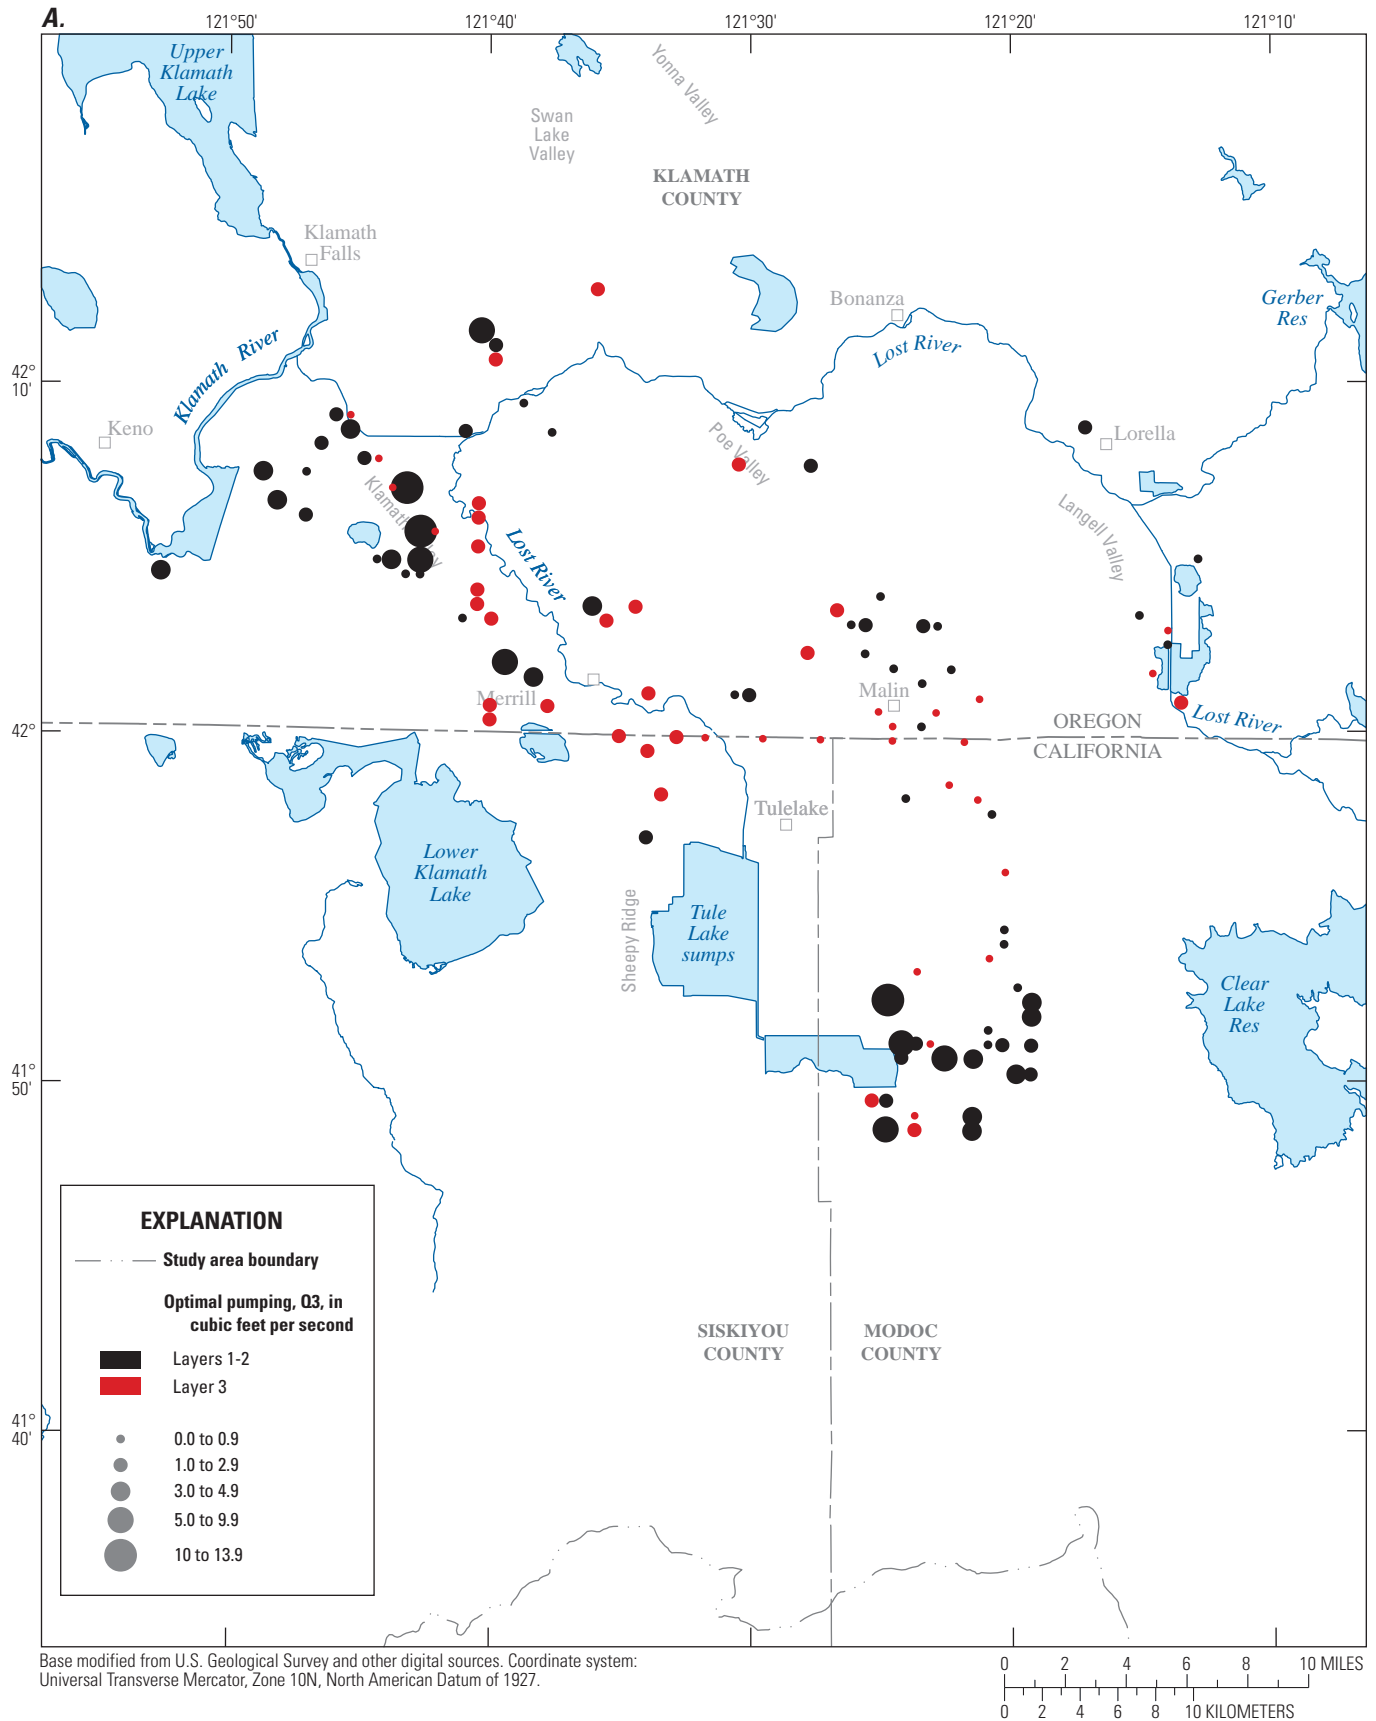 A.
121°50'
121°40'
121°30'
121°20'
121°10'
Upper
Klamath
Lake
Yonna Valley
Swan
Lake
Valley
KLAMATH
COUNTY
Klamath
Falls
Bonanza
Gerber
Res
Klamath River
Lost River
42°
10'
Keno
Poe Valley
Lorella
Klamath
Lost River
Langell Valley
Merrill
Malin
42°
OREGON
CALIFORNIA
Lost River
Tulelake
Lower
Klamath
Lake
Sheepy Ridge
Tule
Lake
sumps
Clear
Lake
Res
41°
50'
EXPLANATION
Study area boundary
Optimal pumping, Q3, in
cubic feet per second
Layers 1-2
Layer 3
0.0 to 0.9
1.0 to 2.9
3.0 to 4.9
5.0 to 9.9
10 to 13.9
SISKIYOU
COUNTY
MODOC
COUNTY
41°
40'
Base modified from U.S. Geological Survey and other digital sources. Coordinate system:
Universal Transverse Mercator, Zone 10N, North American Datum of 1927.
0 2 4 6 8 10 MILES
0 2 4 6 8 10 KILOMETERS